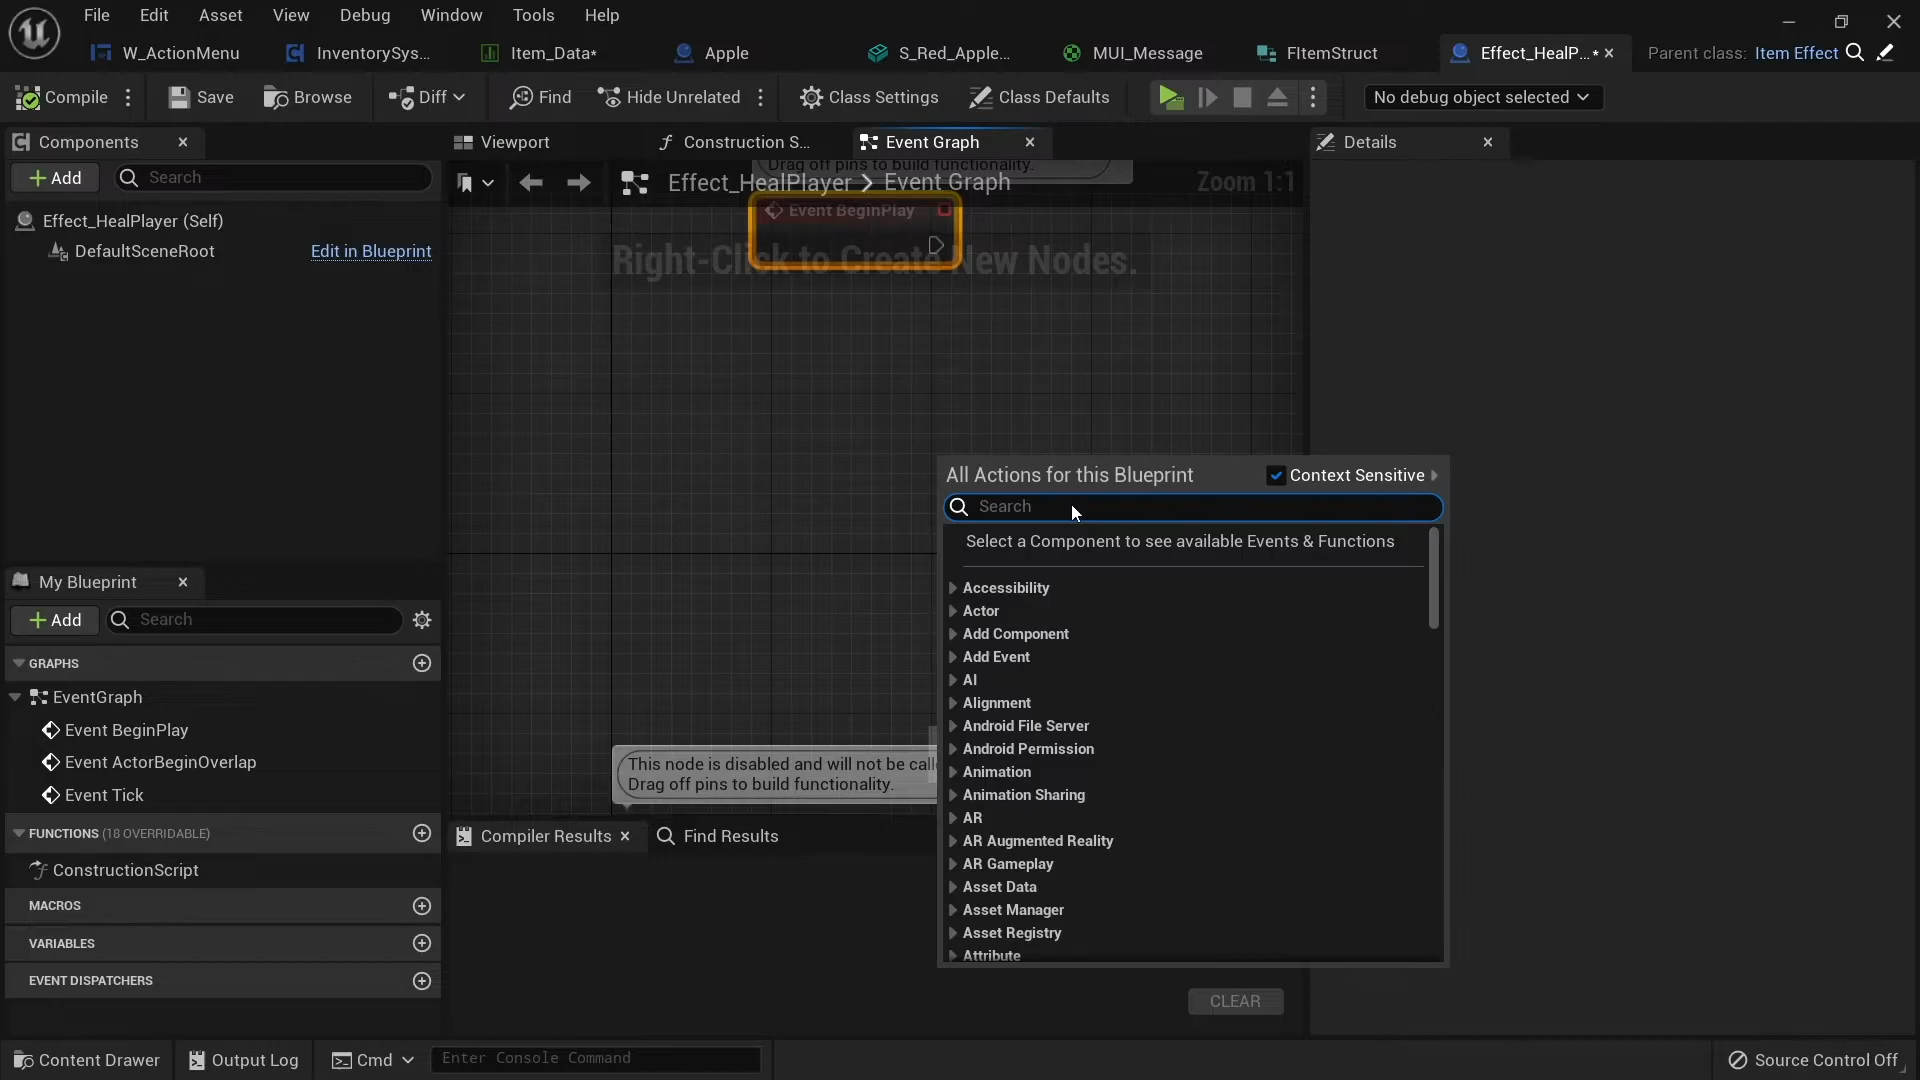 File Edit Asset View Debug Window Tools Help
W_ActionMenu InventorySys... Item_Data* Apple S_Red_Apple... MUI_Message FItemStruct Effect_HealP...* Parent class: Item Effect
Compile Save Browse Diff Find Hide Unrelated Class Settings Class Defaults No debug object selected
Components Viewport Construction S... Event Graph Details
Add Search
Drag off pins to build functionality.
Effect_HealPlayer > Event Graph Zoom 1:1
Effect_HealPlayer (Self)
DefaultSceneRoot Edit in Blueprint
Event BeginPlay
Right-Click to Create New Nodes.
All Actions for this Blueprint Context Sensitive
Search
Select a Component to see available Events & Functions
Accessibility
Actor
Add Component
Add Event
AI
Alignment
Android File Server
Android Permission
Animation
Animation Sharing
AR
AR Augmented Reality
AR Gameplay
Asset Data
Asset Manager
Asset Registry
Attribute
My Blueprint
Add Search
GRAPHS
EventGraph
Event BeginPlay
Event ActorBeginOverlap
Event Tick
FUNCTIONS (18 OVERRIDABLE)
ConstructionScript
MACROS
VARIABLES
EVENT DISPATCHERS
This node is disabled and will not be call
Drag off pins to build functionality.
Compiler Results Find Results
CLEAR
Content Drawer Output Log Cmd Enter Console Command Source Control Off